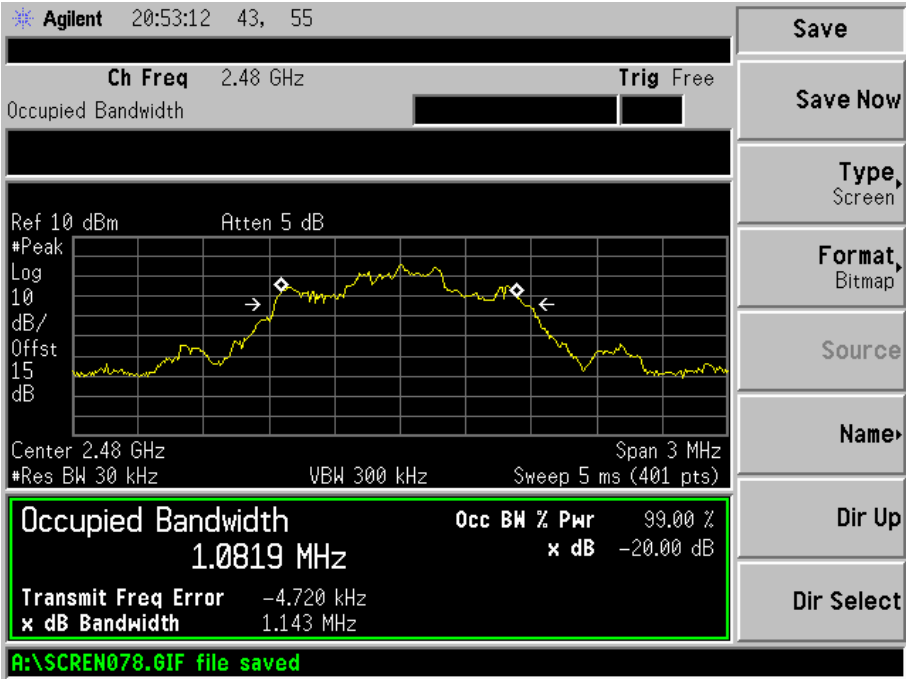 Agilent 20:53:12 43, 55
Ch Freq 2.48 GHz Trig Free
Occupied Bandwidth
Ref 10 dBm Atten 5 dB
#Peak
Log
10
dB/
Offst
15
dB
Center 2.48 GHz Span 3 MHz
#Res BW 30 kHz VBW 300 kHz Sweep 5 ms (401 pts)
Occupied Bandwidth
1.0819 MHz
Occ BW % Pwr 99.00 %
x dB -20.00 dB
Transmit Freq Error -4.720 kHz
x dB Bandwidth 1.143 MHz
A:\SCREN078.GIF file saved
Save
Save Now
Type
Screen
Format
Bitmap
Source
Name
Dir Up
Dir Select